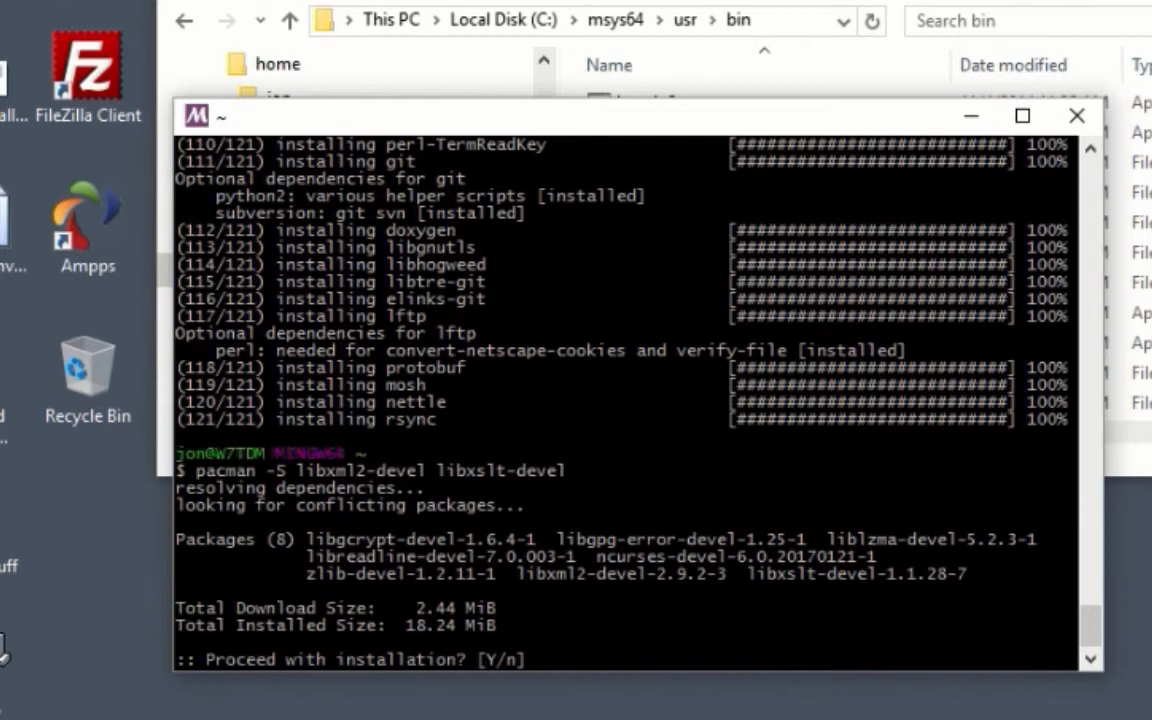 This PC
Local Disk (C:)
msys64
usr
bin
Search bin
home
Name
Date modified
FileZilla Client
Ampps
Recycle Bin
~
(110/121) installing perl-TermReadKey [##########################] 100%
(111/121) installing git [##########################] 100%
Optional dependencies for git
python2: various helper scripts [installed]
subversion: git svn [installed]
(112/121) installing doxygen [##########################] 100%
(113/121) installing libgnutls [##########################] 100%
(114/121) installing libhogweed [##########################] 100%
(115/121) installing libtre-git [##########################] 100%
(116/121) installing elinks-git [##########################] 100%
(117/121) installing lftp [##########################] 100%
Optional dependencies for lftp
perl: needed for convert-netscape-cookies and verify-file [installed]
(118/121) installing protobuf [##########################] 100%
(119/121) installing mosh [##########################] 100%
(120/121) installing nettle [##########################] 100%
(121/121) installing rsync [##########################] 100%
jon@W7TDM MINGW64 ~
$ pacman -S libxml2-devel libxslt-devel
resolving dependencies...
looking for conflicting packages...
Packages (8) libgcrypt-devel-1.6.4-1 libgpg-error-devel-1.25-1 liblzma-devel-5.2.3-1
libreadline-devel-7.0.003-1 ncurses-devel-6.0.20170121-1
zlib-devel-1.2.11-1 libxml2-devel-2.9.2-3 libxslt-devel-1.1.28-7
Total Download Size: 2.44 MiB
Total Installed Size: 18.24 MiB
:: Proceed with installation? [Y/n]